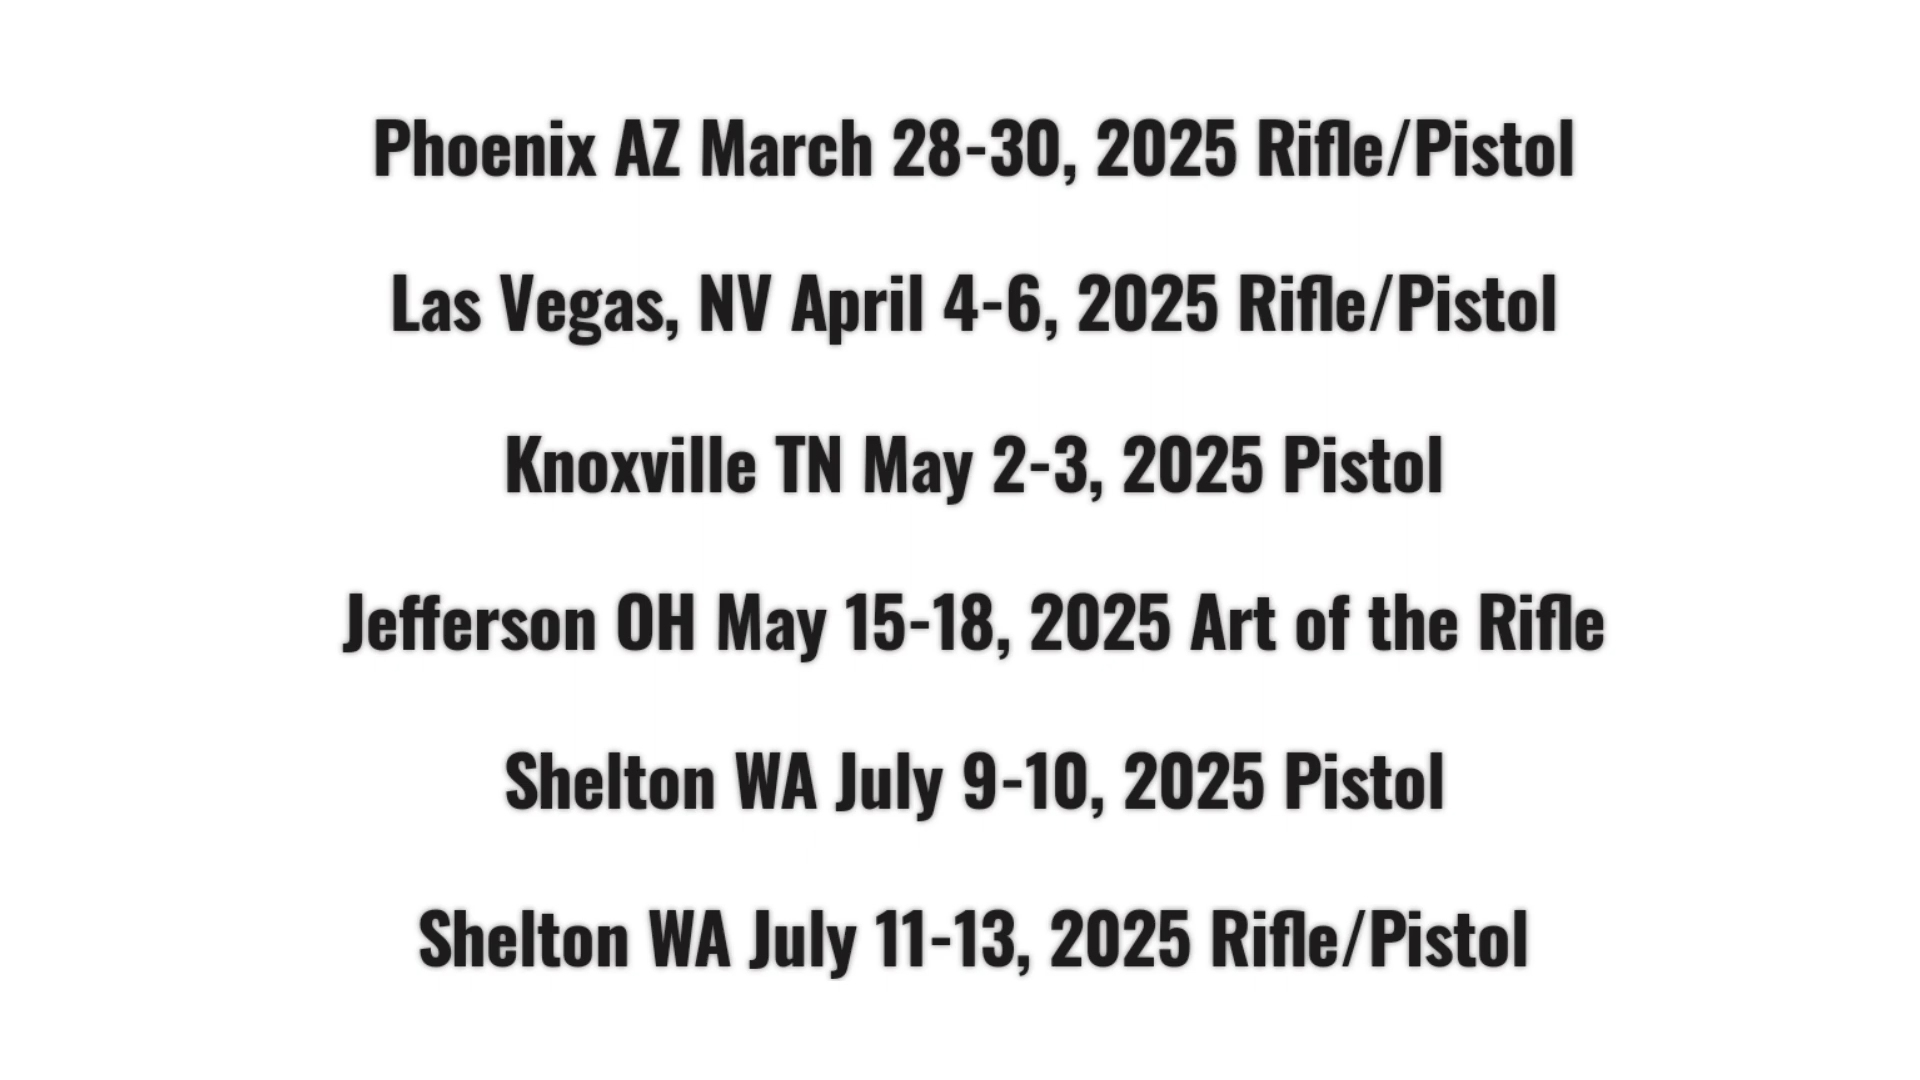 Phoenix AZ March 28-30, 2025 Rifle/Pistol
Las Vegas, NV April 4-6, 2025 Rifle/Pistol
Knoxville TN May 2-3, 2025 Pistol
Jefferson OH May 15-18, 2025 Art of the Rifle
Shelton WA July 9-10, 2025 Pistol
Shelton WA July 11-13, 2025 Rifle/Pistol